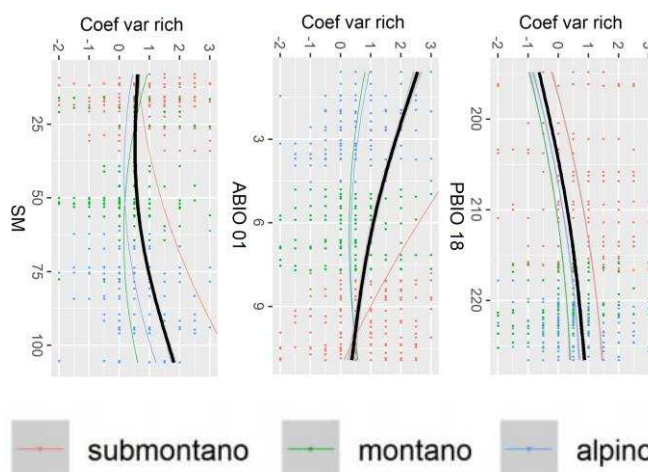 Coef var rich
-2 -1 0 1 2 3
25
50
75
100
SM
Coef var rich
-2 -1 0 1 2 3
3
6
9
ABIO 01
Coef var rich
-2 -1 0 1 2
200
210
220
PBIO 18
submontano montano alpino